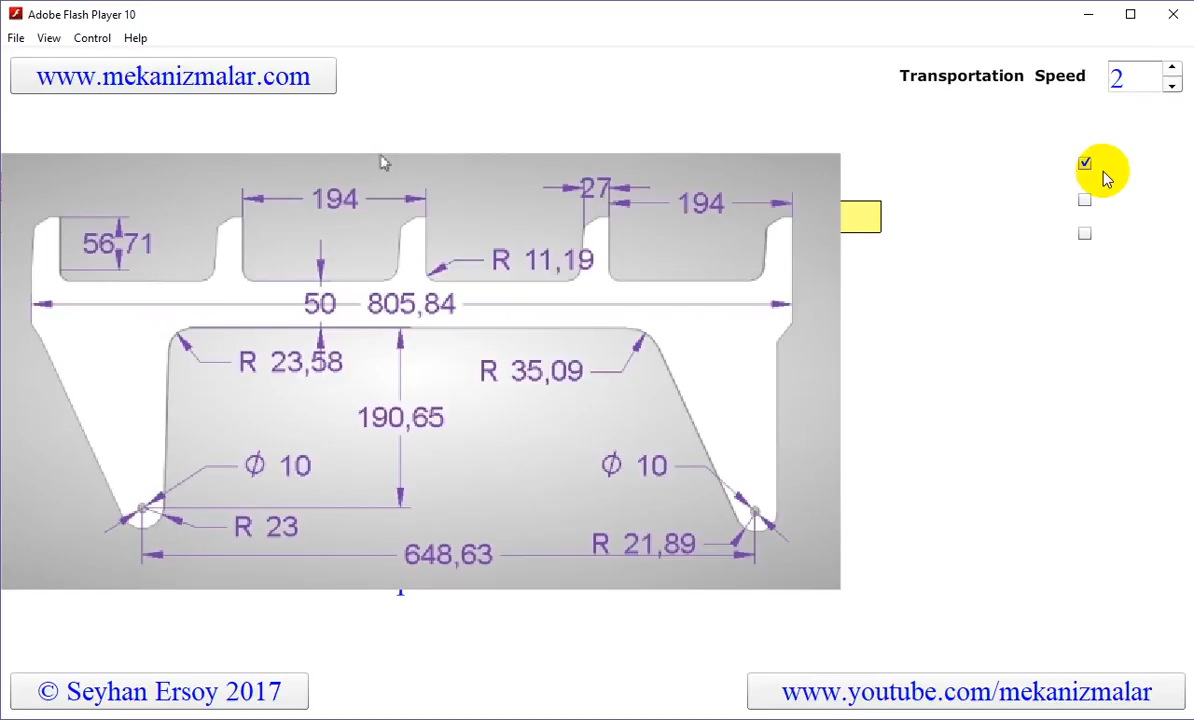 Adobe Flash Player 10
File View Control Help
www.mekanizmalar.com
Transportation Speed 2
194
27
194
56,71
R 11,19
50
805,84
R 23,58
R 35,09
190,65
Ø 10
Ø 10
R 23
R 21,89
648,63
© Seyhan Ersoy 2017
www.youtube.com/mekanizmalar